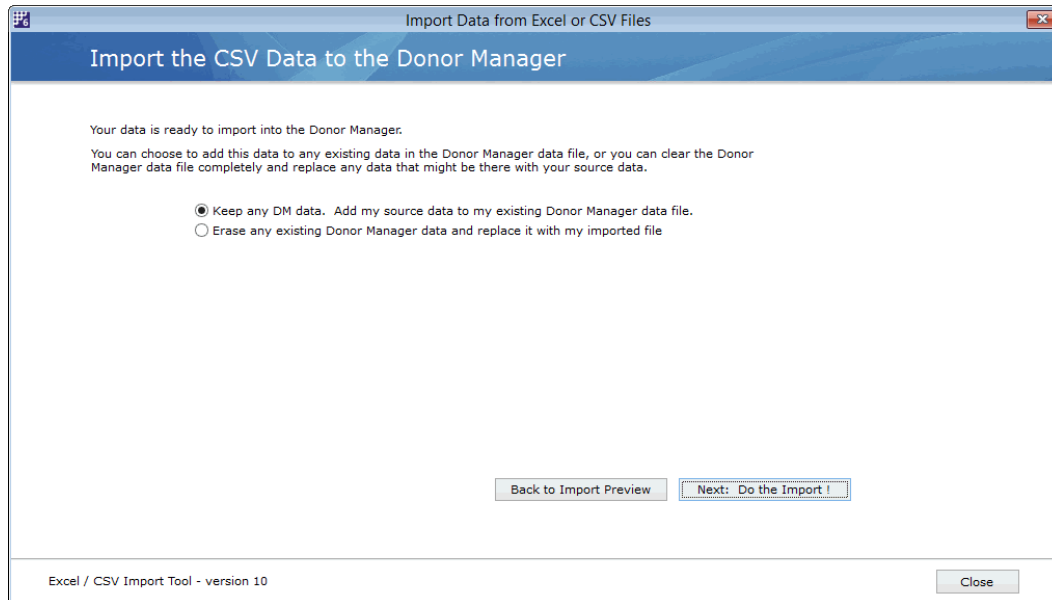 Import Data from Excel or CSV Files
Import the CSV Data to the Donor Manager
Your data is ready to import into the Donor Manager.
You can choose to add this data to any existing data in the Donor Manager data file, or you can clear the Donor
Manager data file completely and replace any data that might be there with your source data.
Keep any DM data.  Add my source data to my existing Donor Manager data file.
Erase any existing Donor Manager data and replace it with my imported file
Back to Import Preview
Next:  Do the Import !
Excel / CSV Import Tool - version 10
Close